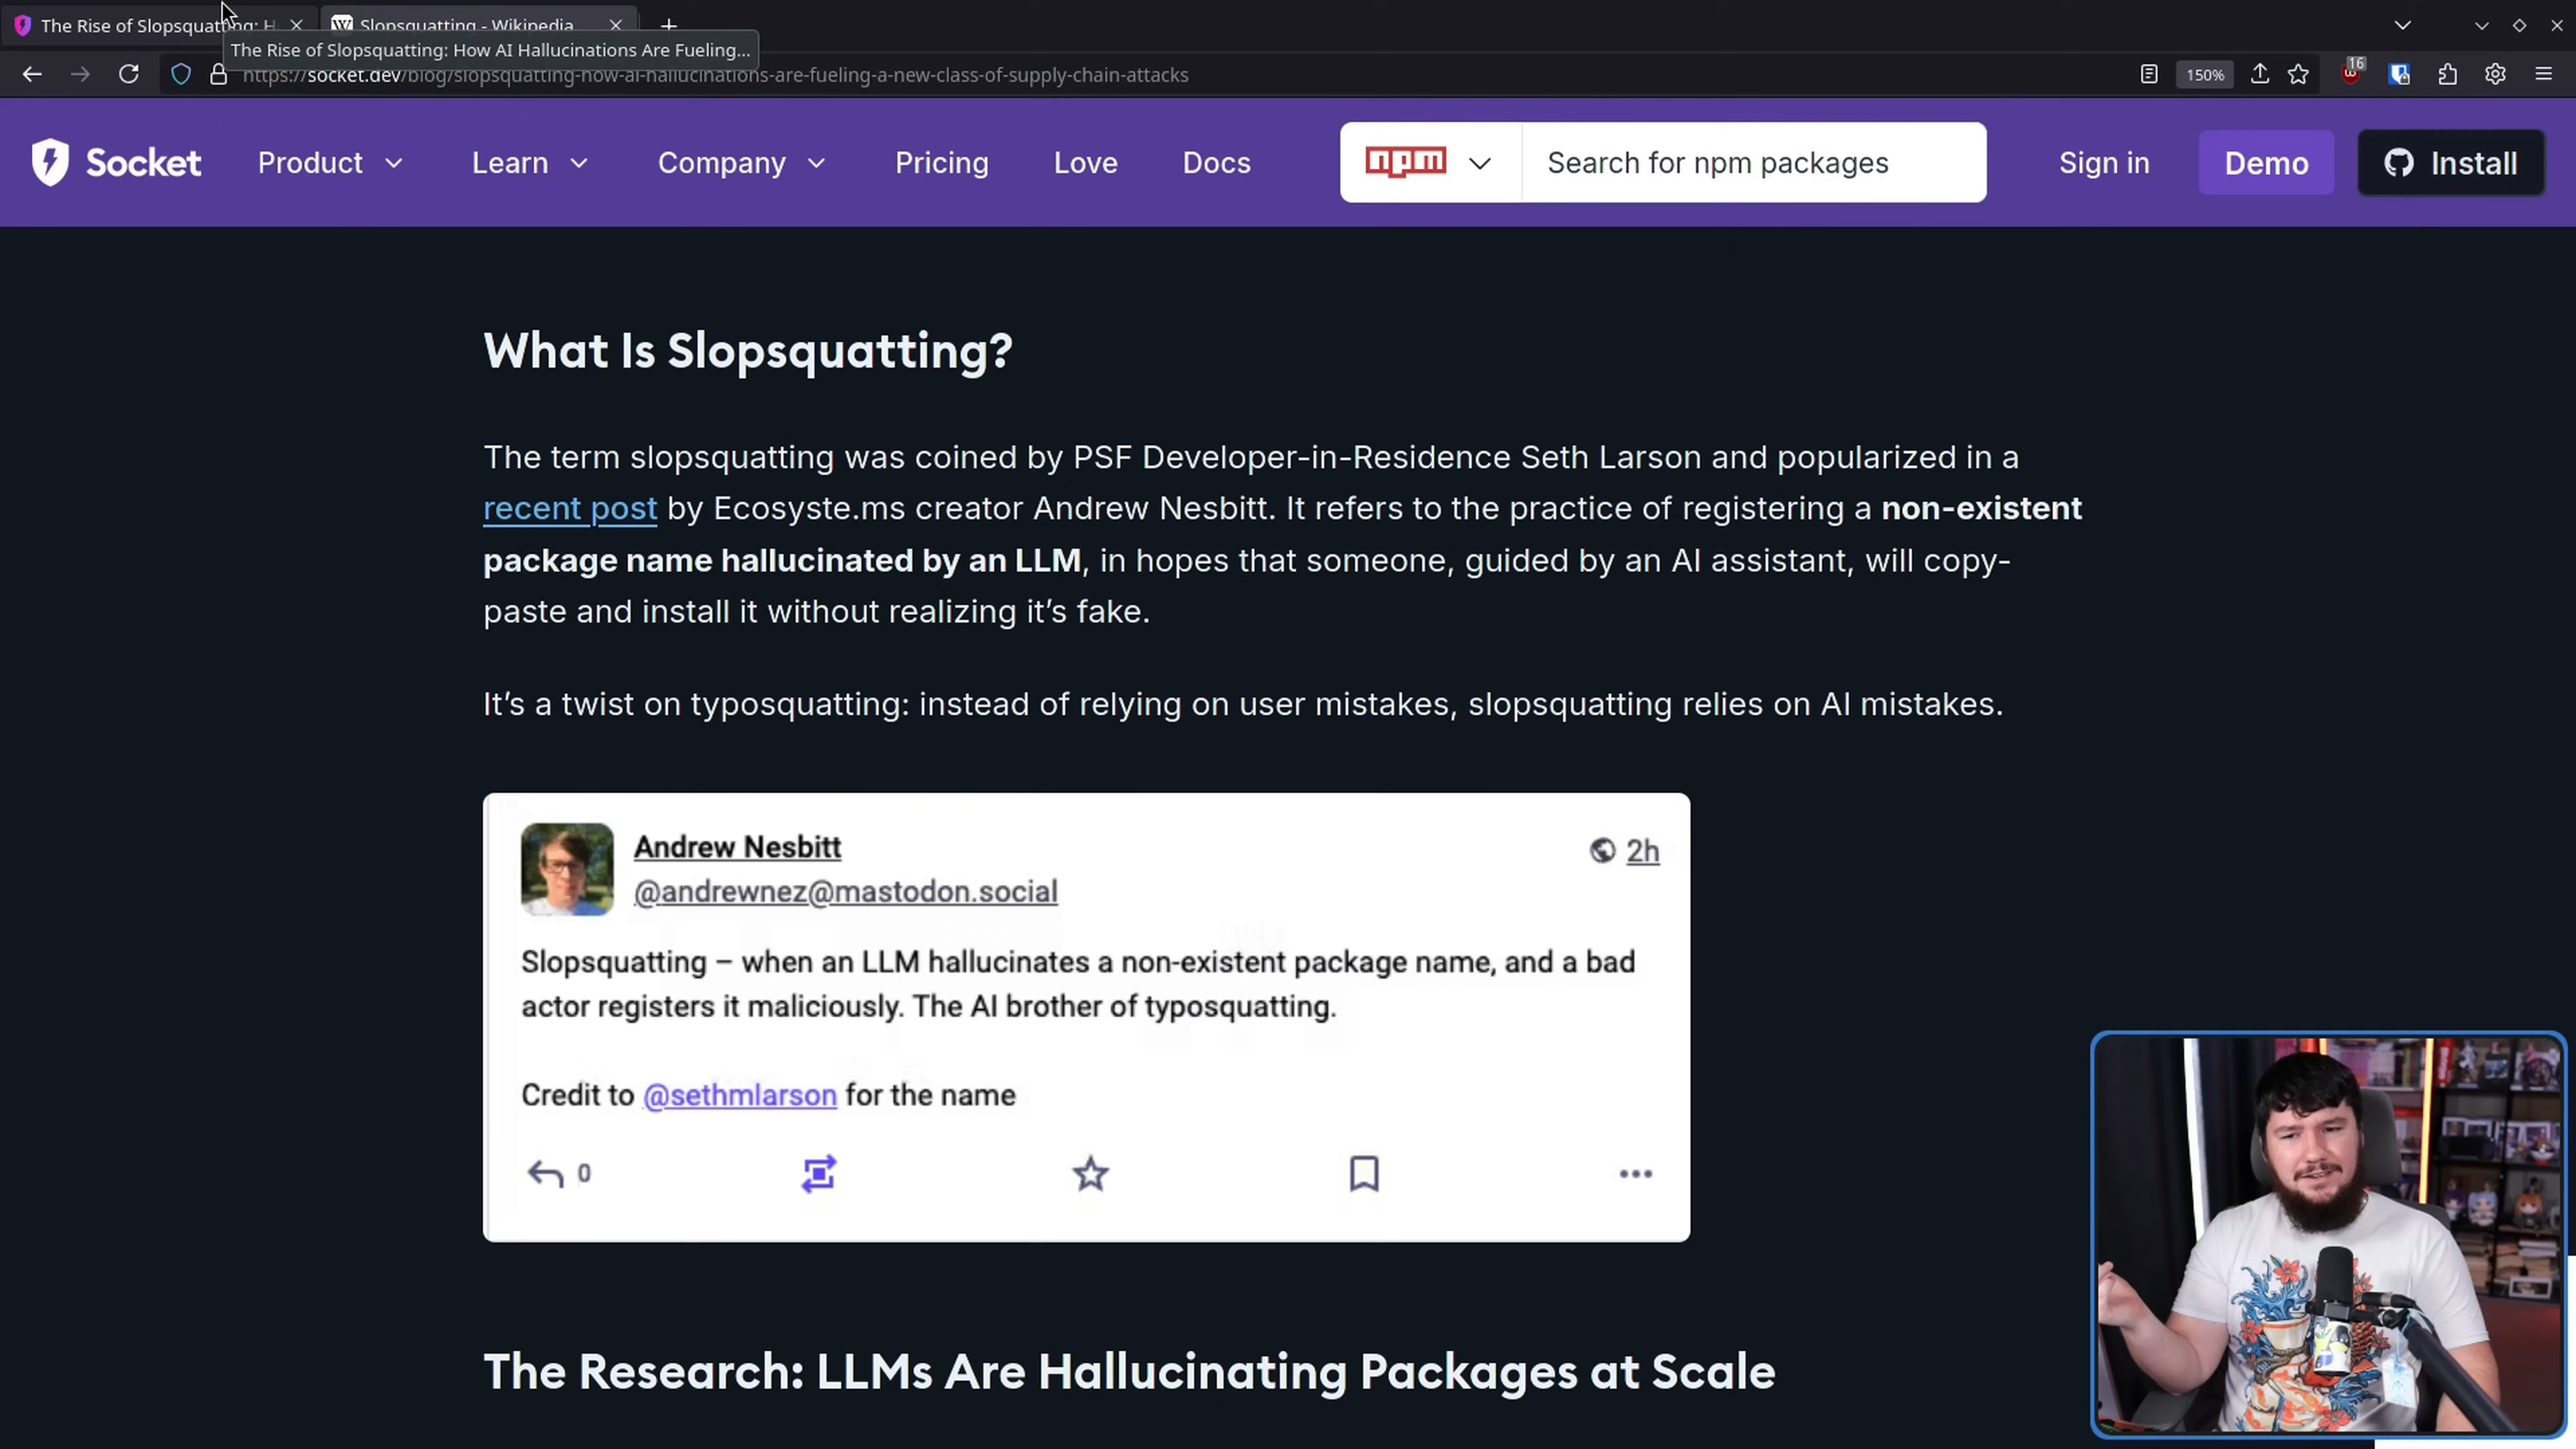 The Rise of Slopsquatting: H
Slopsquatting - Wikipedia
The Rise of Slopsquatting: How AI Hallucinations Are Fueling...
https://socket.dev/blog/slopsquatting-how-ai-hallucinations-are-fueling-a-new-class-of-supply-chain-attacks
150%
16
Socket
Product
Learn
Company
Pricing
Love
Docs
npm
Search for npm packages
Sign in
Demo
Install
What Is Slopsquatting?
The term slopsquatting was coined by PSF Developer-in-Residence Seth Larson and popularized in a
recent post by Ecosyste.ms creator Andrew Nesbitt. It refers to the practice of registering a non-existent
package name hallucinated by an LLM, in hopes that someone, guided by an AI assistant, will copy-
paste and install it without realizing it’s fake.
It’s a twist on typosquatting: instead of relying on user mistakes, slopsquatting relies on AI mistakes.
Andrew Nesbitt
2h
@andrewnez@mastodon.social
Slopsquatting – when an LLM hallucinates a non-existent package name, and a bad
actor registers it maliciously. The AI brother of typosquatting.
Credit to @sethmlarson for the name
0
The Research: LLMs Are Hallucinating Packages at Scale